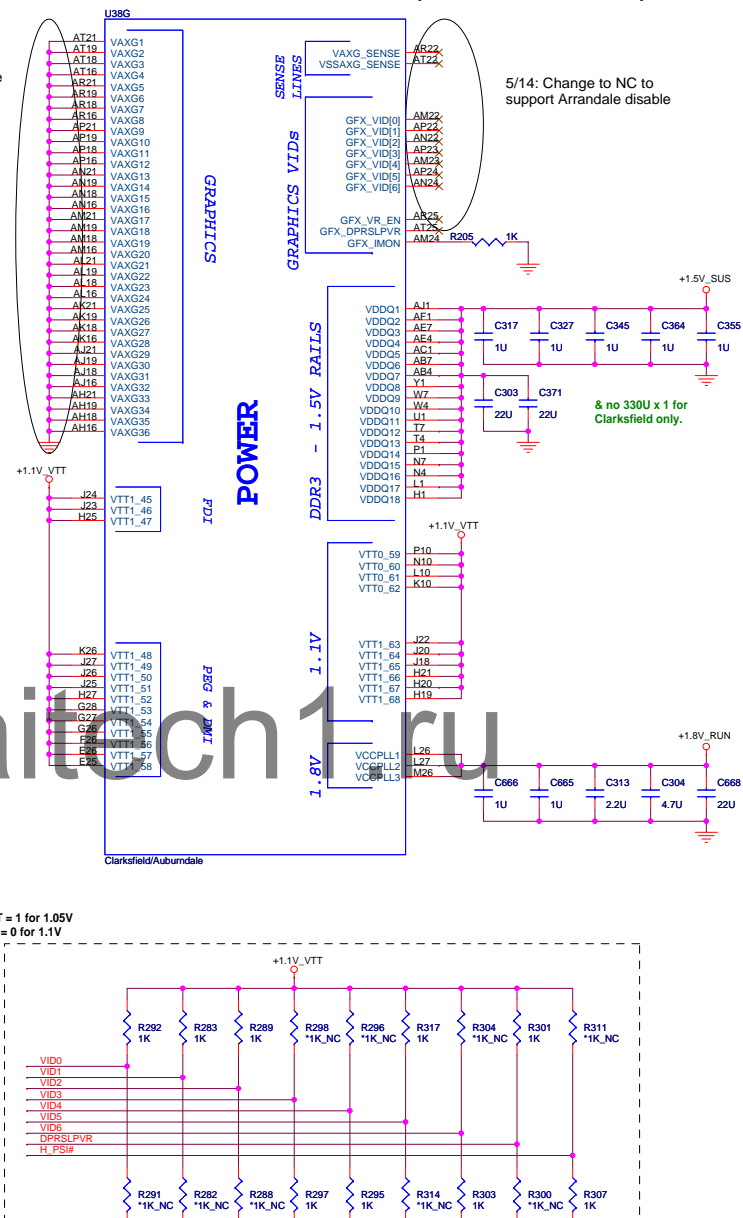 U38G
AT21 VAXG1
AT19 VAXG2
AT18 VAXG3
AT16 VAXG4
AR21 VAXG5
AR19 VAXG6
AR18 VAXG7
AR16 VAXG8
AP21 VAXG9
AP19 VAXG10
AP18 VAXG11
AP16 VAXG12
AN21 VAXG13
AN19 VAXG14
AN18 VAXG15
AN16 VAXG16
AM21 VAXG17
AM19 VAXG18
AM18 VAXG19
AM16 VAXG20
AL21 VAXG21
AL19 VAXG22
AL18 VAXG23
AL16 VAXG24
AK21 VAXG25
AK19 VAXG26
AK18 VAXG27
AK16 VAXG28
AJ21 VAXG29
AJ19 VAXG30
AJ18 VAXG31
AJ16 VAXG32
AH21 VAXG33
AH19 VAXG34
AH18 VAXG35
AH16 VAXG36
GRAPHICS
+1.1V_VTT
J24 VTT1_45
J23 VTT1_46
H25 VTT1_47
FDI
K26 VTT1_48
J27 VTT1_49
J26 VTT1_50
J25 VTT1_51
H27 VTT1_52
G28 VTT1_53
G27 VTT1_54
G26 VTT1_55
F26 VTT1_56
E26 VTT1_57
E25 VTT1_58
PEG & DMI
POWER
SENSE
LINES
VAXG_SENSE AR22
VSSAXG_SENSE AT22
GRAPHICS VIDs
GFX_VID[0] AM22
GFX_VID[1] AP22
GFX_VID[2] AN22
GFX_VID[3] AP23
GFX_VID[4] AM23
GFX_VID[5] AP24
GFX_VID[6] AN24
GFX_VR_EN AR25
GFX_DPRSLPVR AT25
GFX_IMON AM24
R205 1K
5/14: Change to NC to
support Arrandale disable
DDR3 - 1.5V RAILS
VDDQ1 AJ1
VDDQ2 AF1
VDDQ3 AE7
VDDQ4 AE4
VDDQ5 AC1
VDDQ6 AB7
VDDQ7 AB4
VDDQ8 Y1
VDDQ9 W7
VDDQ10 W4
VDDQ11 U1
VDDQ12 T7
VDDQ13 T4
VDDQ14 P1
VDDQ15 N7
VDDQ16 N4
VDDQ17 L1
VDDQ18 H1
+1.5V_SUS
C317 1U
C327 1U
C345 1U
C364 1U
C355 1U
C303 22U
C371 22U
& no 330U x 1 for
Clarksfield only.
+1.1V_VTT
1.1V
VTT0_59 P10
VTT0_60 N10
VTT0_61 L10
VTT0_62 K10
VTT1_63 J22
VTT1_64 J20
VTT1_65 J18
VTT1_66 H21
VTT1_67 H20
VTT1_68 H19
1.8V
VCCPLL1 L26
VCCPLL2 L27
VCCPLL3 M26
+1.8V_RUN
C666 1U
C665 1U
C313 2.2U
C304 4.7U
C668 22U
aitech1.ru
Clarksfield/Auburndale
= 1 for 1.05V
= 0 for 1.1V
+1.1V_VTT
R292 1K
R283 1K
R289 1K
R298 *1K_NC
R296 *1K_NC
R317 1K
R304 *1K_NC
R301 1K
R311 *1K_NC
VID0
VID1
VID2
VID3
VID4
VID5
VID6
DPRSLPVR
H_PSI#
R291 *1K_NC
R282 *1K_NC
R288 *1K_NC
R297 1K
R295 1K
R314 *1K_NC
R303 1K
R300 *1K_NC
R307 1K